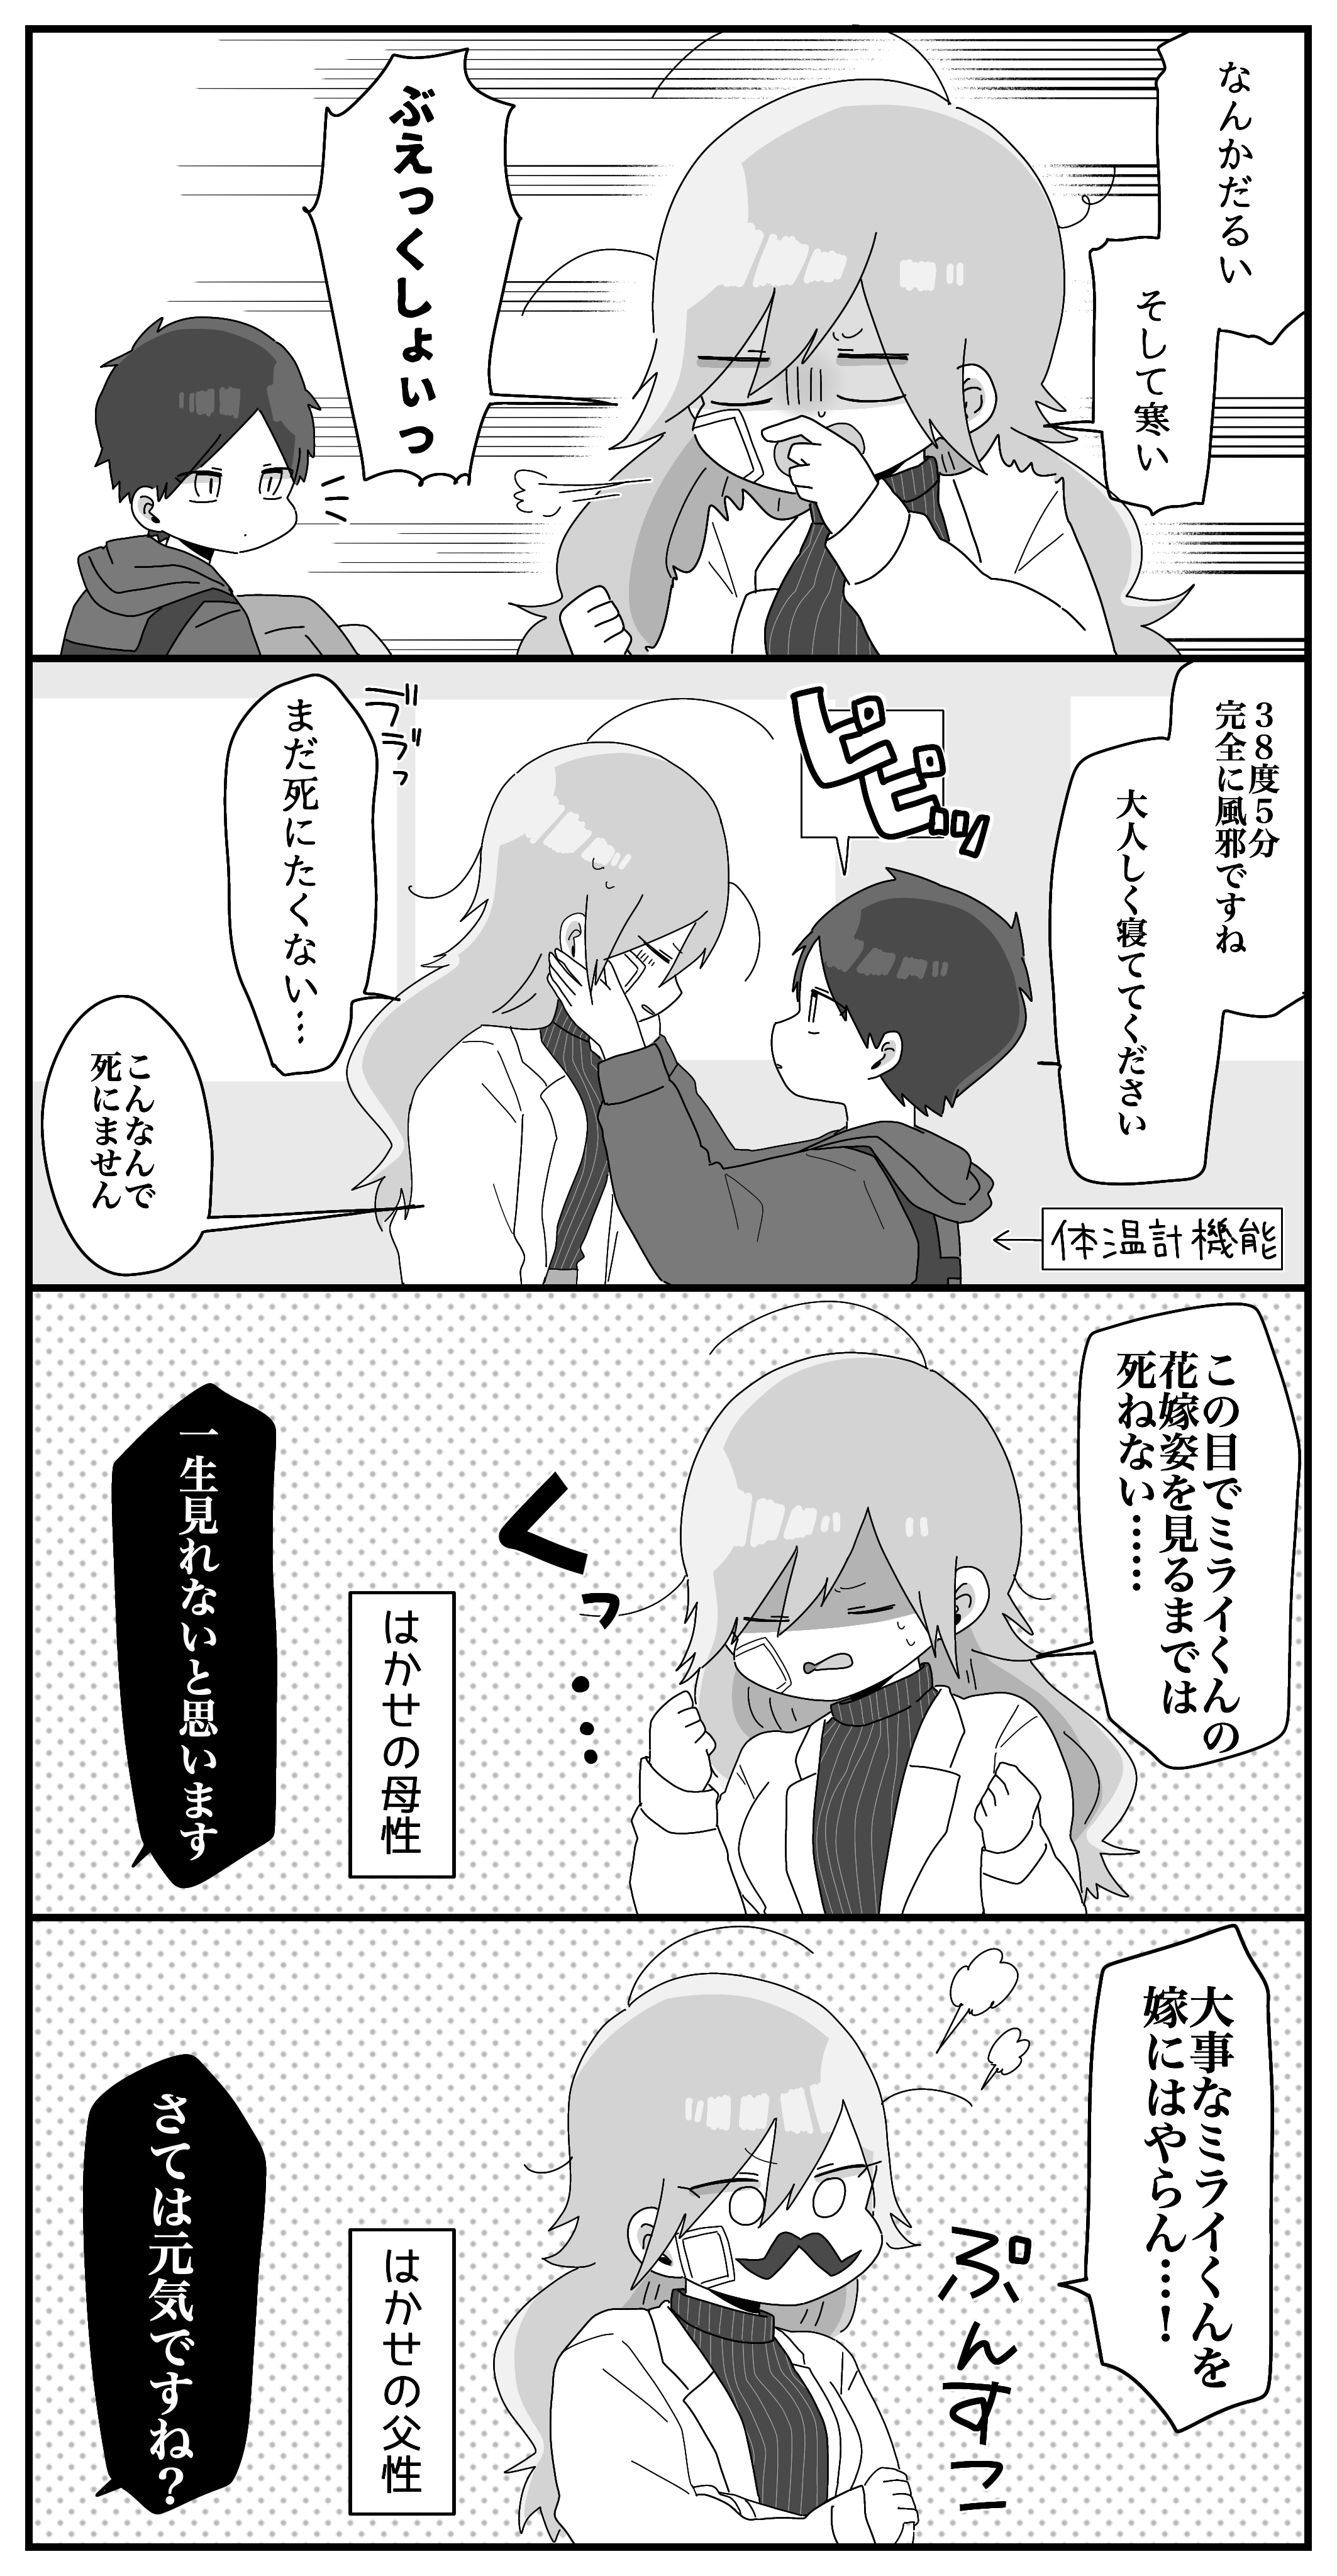 なんかだるい
そして寒い
ぶえっくしょいっ
38度5分
完全に風邪ですね
大人しく寝ててください
ピピピッ
体温計機能
ブブブッ
まだ死にたくない…
こんなんで
死にません
この目でミライくんの
花嫁姿を見るまでは
死ねない……
くっ…
はかせの母性
一生見れないと思います
大事なミライくんを
嫁にはやらん…！
ぷんすこ
はかせの父性
さては元気ですね？